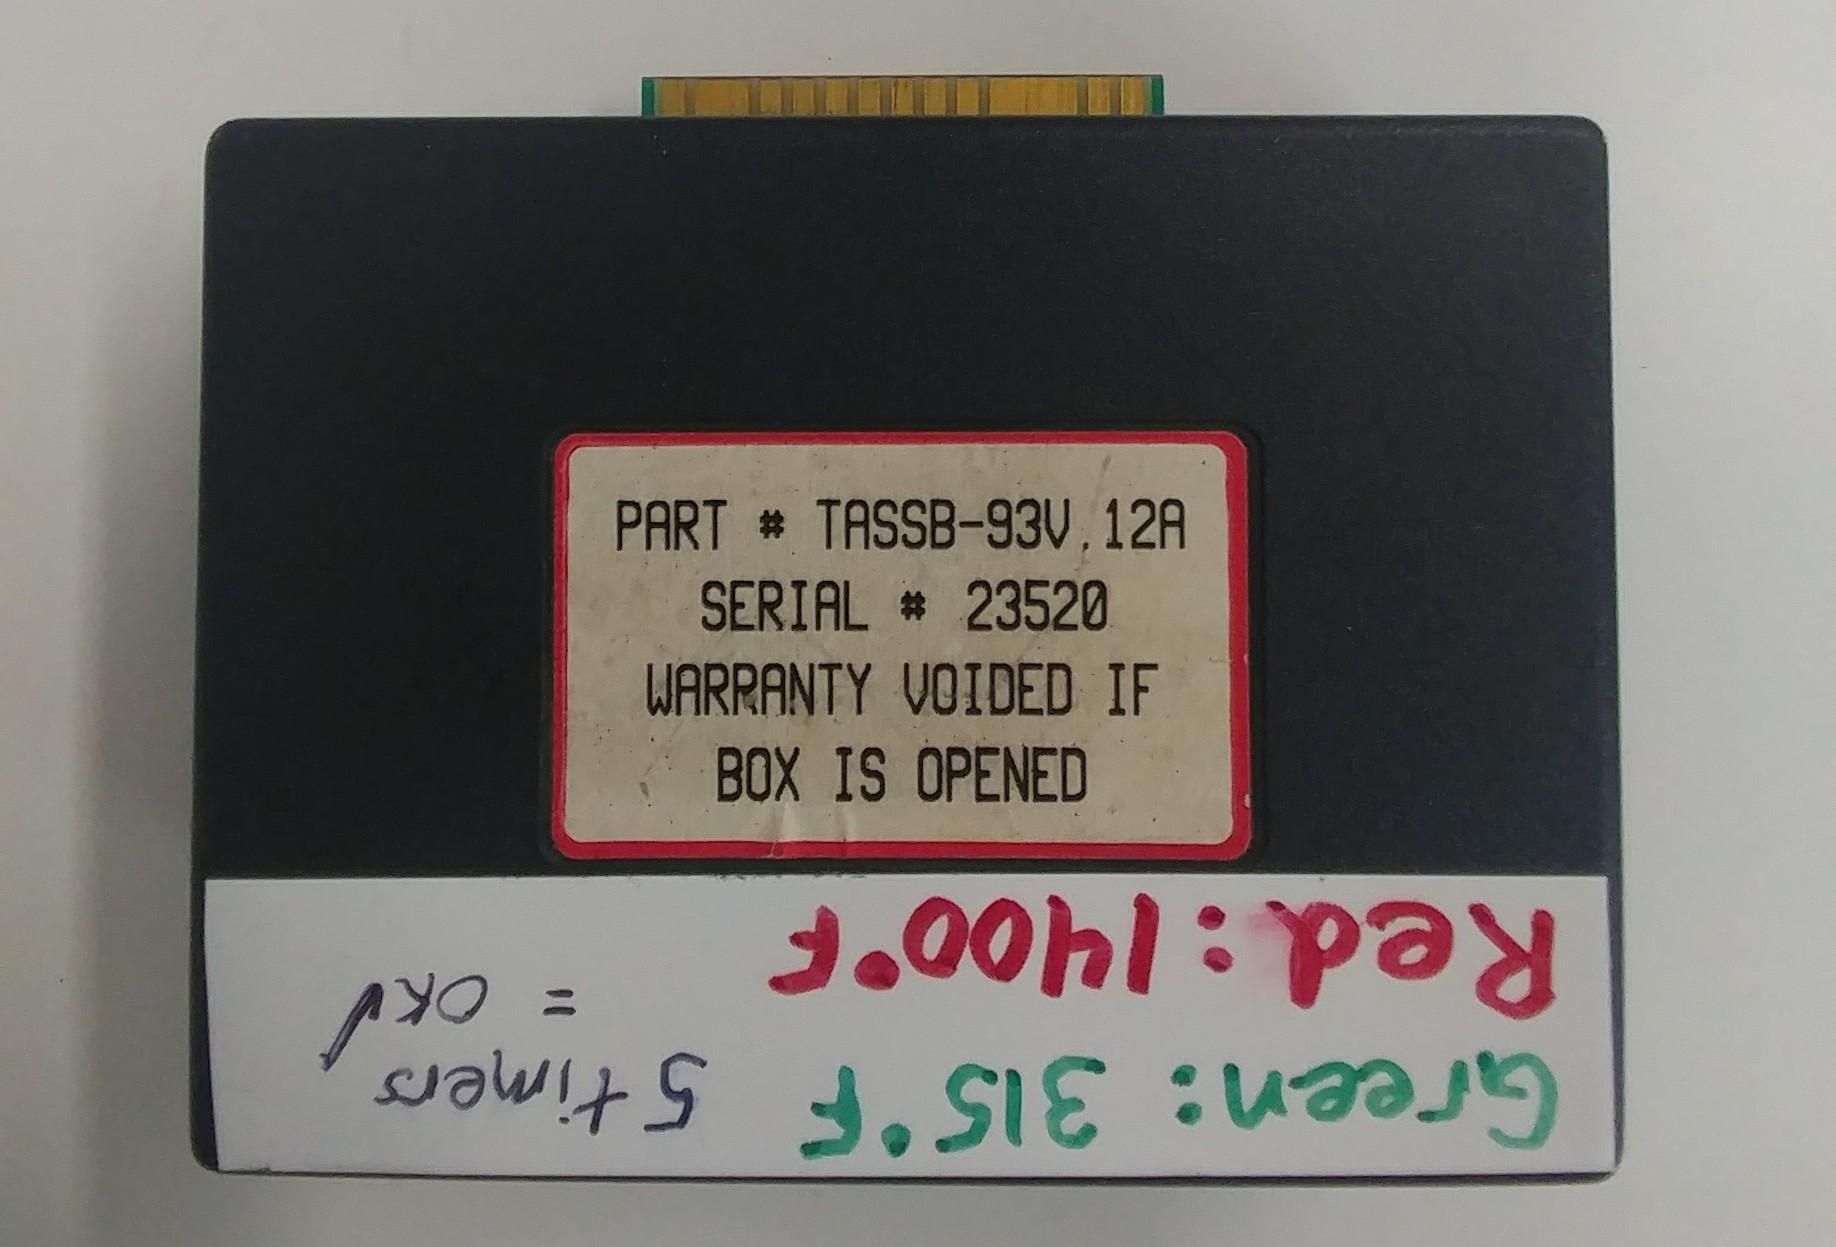 PART # TASSB-93V.12A
SERIAL # 23520
WARRANTY VOIDED IF
BOX IS OPENED
Green: 315°F
Red: 1400°F
5 timers
= OK✓